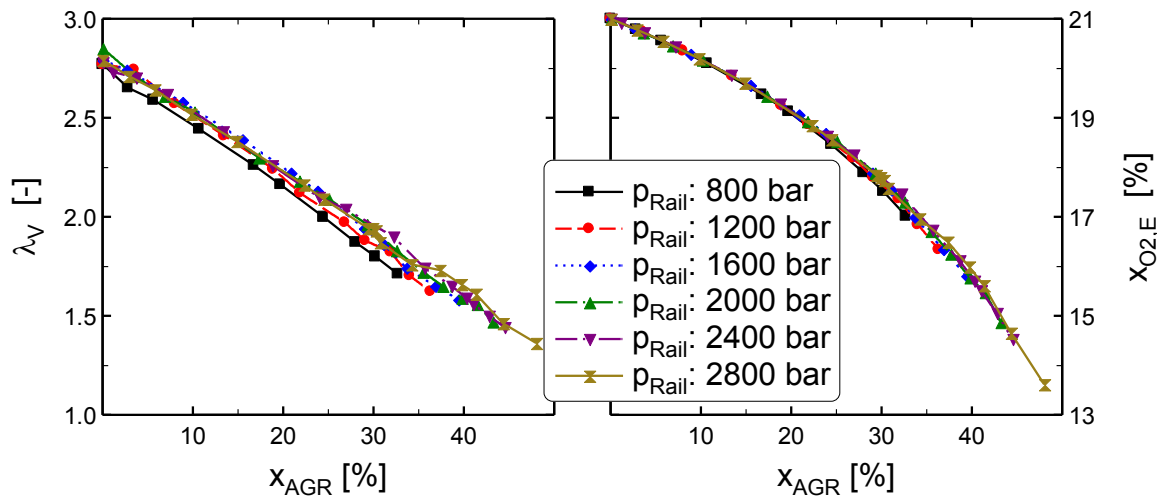 3.0
2.5
2.0
1.5
1.0
λV [-]
10
20
30
40
xAGR [%]
pRail: 800 bar
pRail: 1200 bar
pRail: 1600 bar
pRail: 2000 bar
pRail: 2400 bar
pRail: 2800 bar
10
20
30
40
xAGR [%]
21
19
17
15
13
xO2,E [%]